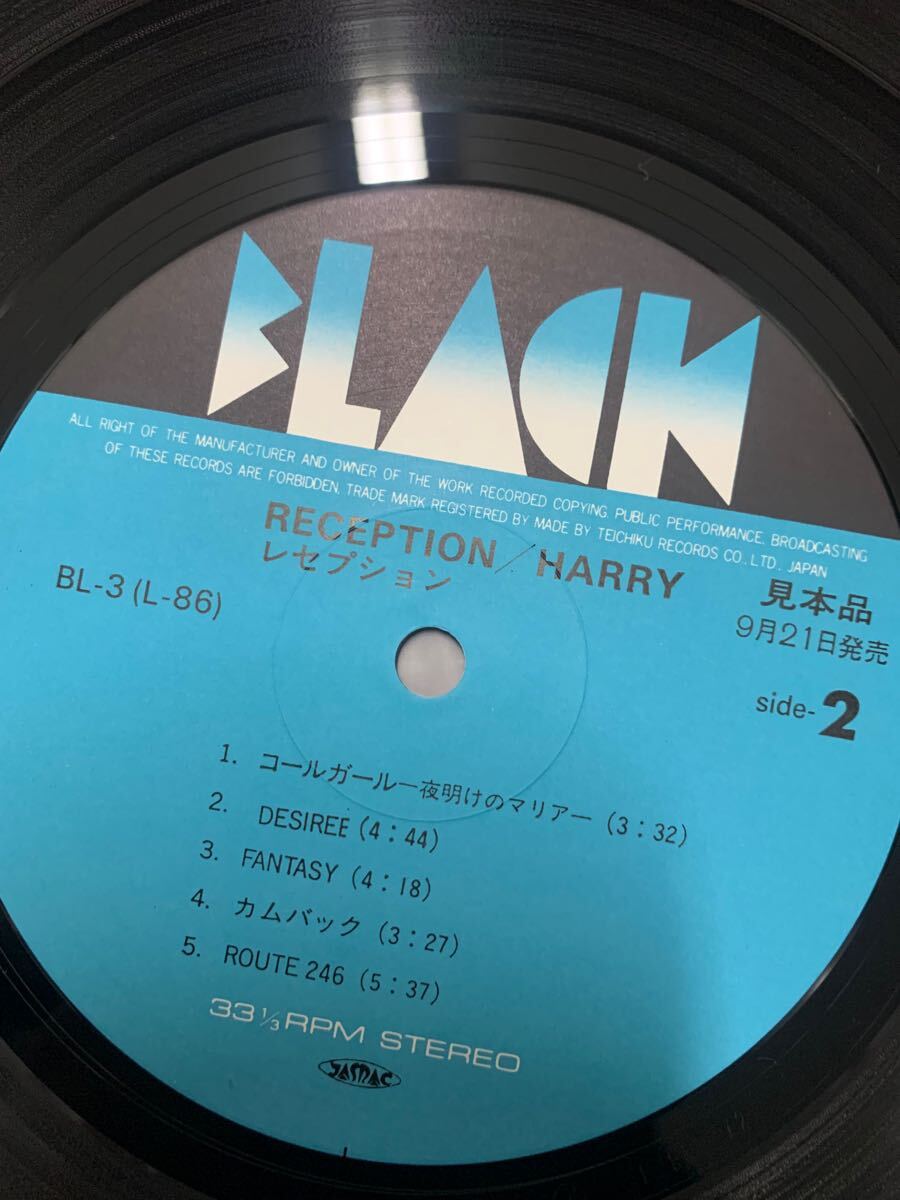 BLACK
ALL RIGHT OF THE MANUFACTURER AND OWNER OF THE WORK RECORDED COPYING, PUBLIC PERFORMANCE, BROADCASTING
OF THESE RECORDS ARE FORBIDDEN, TRADE MARK REGISTERED BY MADE BY TEICHIKU RECORDS CO., LTD. JAPAN
RECEPTION / HARRY
レセプション
BL-3 (L-86)
見本品
9月21日発売
side-2
1. コールガール―夜明けのマリア― (3:32)
2. DESIREE (4:44)
3. FANTASY (4:18)
4. カムバック (3:27)
5. ROUTE 246 (5:37)
33 1/3 RPM STEREO
JASRAC